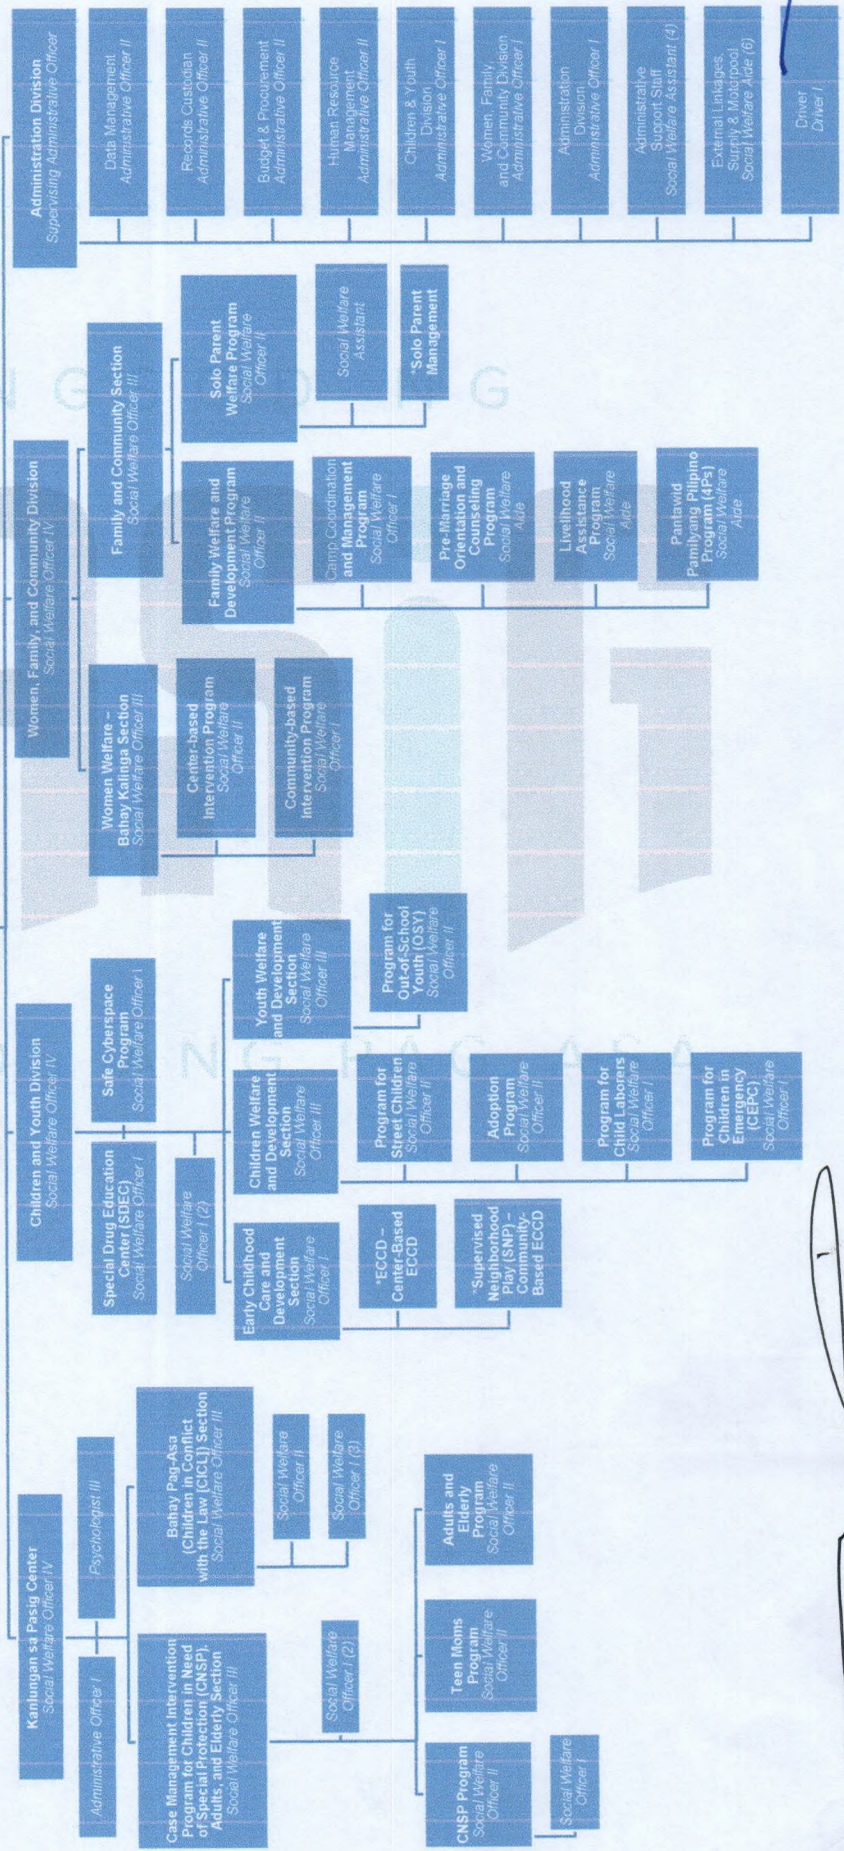 Kanlungan sa Pasig Center
Social Welfare Officer IV
Administrative Officer I
Psychologist III
Case Management Intervention
Program for Children in Need
of Special Protection (CNSP),
Adults, and Elderly Section
Social Welfare Officer III
Social Welfare
Officer I (2)
CNSP Program
Social Welfare
Officer II
Social Welfare
Officer I
Teen Moms
Program
Social Welfare
Officer II
Adults and
Elderly
Program
Social Welfare
Officer II
Bahay Pag-Asa
(Children in Conflict
with the Law [CICL]) Section
Social Welfare Officer III
Social Welfare
Officer II
Social Welfare
Officer I (3)
Children and Youth Division
Social Welfare Officer IV
Special Drug Education
Center (SDEC)
Social Welfare Officer I
Safe Cyberspace
Program
Social Welfare Officer I
Social Welfare
Officer I (2)
Early Childhood
Care and
Development
Section
Social Welfare
Officer I
*ECCD –
Center-Based
ECCD
*Supervised
Neighborhood
Play (SNP) –
Community-
Based ECCD
Children Welfare
and Development
Section
Social Welfare
Officer III
Program for
Street Children
Social Welfare
Officer II
Adoption
Program
Social Welfare
Officer II
Program for
Child Laborers
Social Welfare
Officer I
Program for
Children in
Emergency
(CEPC)
Social Welfare
Officer I
Youth Welfare
and Development
Section
Social Welfare
Officer III
Program for
Out-of-School
Youth (OSY)
Social Welfare
Officer II
Women, Family, and Community Division
Social Welfare Officer IV
Women Welfare –
Bahay Kalinga Section
Social Welfare Officer III
Center-based
Intervention Program
Social Welfare
Officer II
Community-based
Intervention Program
Social Welfare
Officer I
Family and Community Section
Social Welfare Officer III
Family Welfare and
Development Program
Social Welfare
Officer II
Camp Coordination
and Management
Program
Social Welfare
Officer I
Pre-Marriage
Orientation and
Counseling
Program
Social Welfare
Aide
Livelihood
Assistance
Program
Social Welfare
Aide
Pantawid
Pamilyang Pilipino
Program (4Ps)
Social Welfare
Aide
Solo Parent
Welfare Program
Social Welfare
Officer II
Social Welfare
Assistant
*Solo Parent
Management
Administration Division
Supervising Administrative Officer
Data Management
Administrative Officer II
Records Custodian
Administrative Officer II
Budget & Procurement
Administrative Officer II
Human Resource
Management
Administrative Officer II
Children & Youth
Division
Administrative Officer I
Women, Family,
and Community Division
Administrative Officer I
Administration
Division
Administrative Officer I
Administrative
Support Staff
Social Welfare Assistant (4)
External Linkages,
Supply & Motorpool
Social Welfare Aide (6)
Driver
Driver I